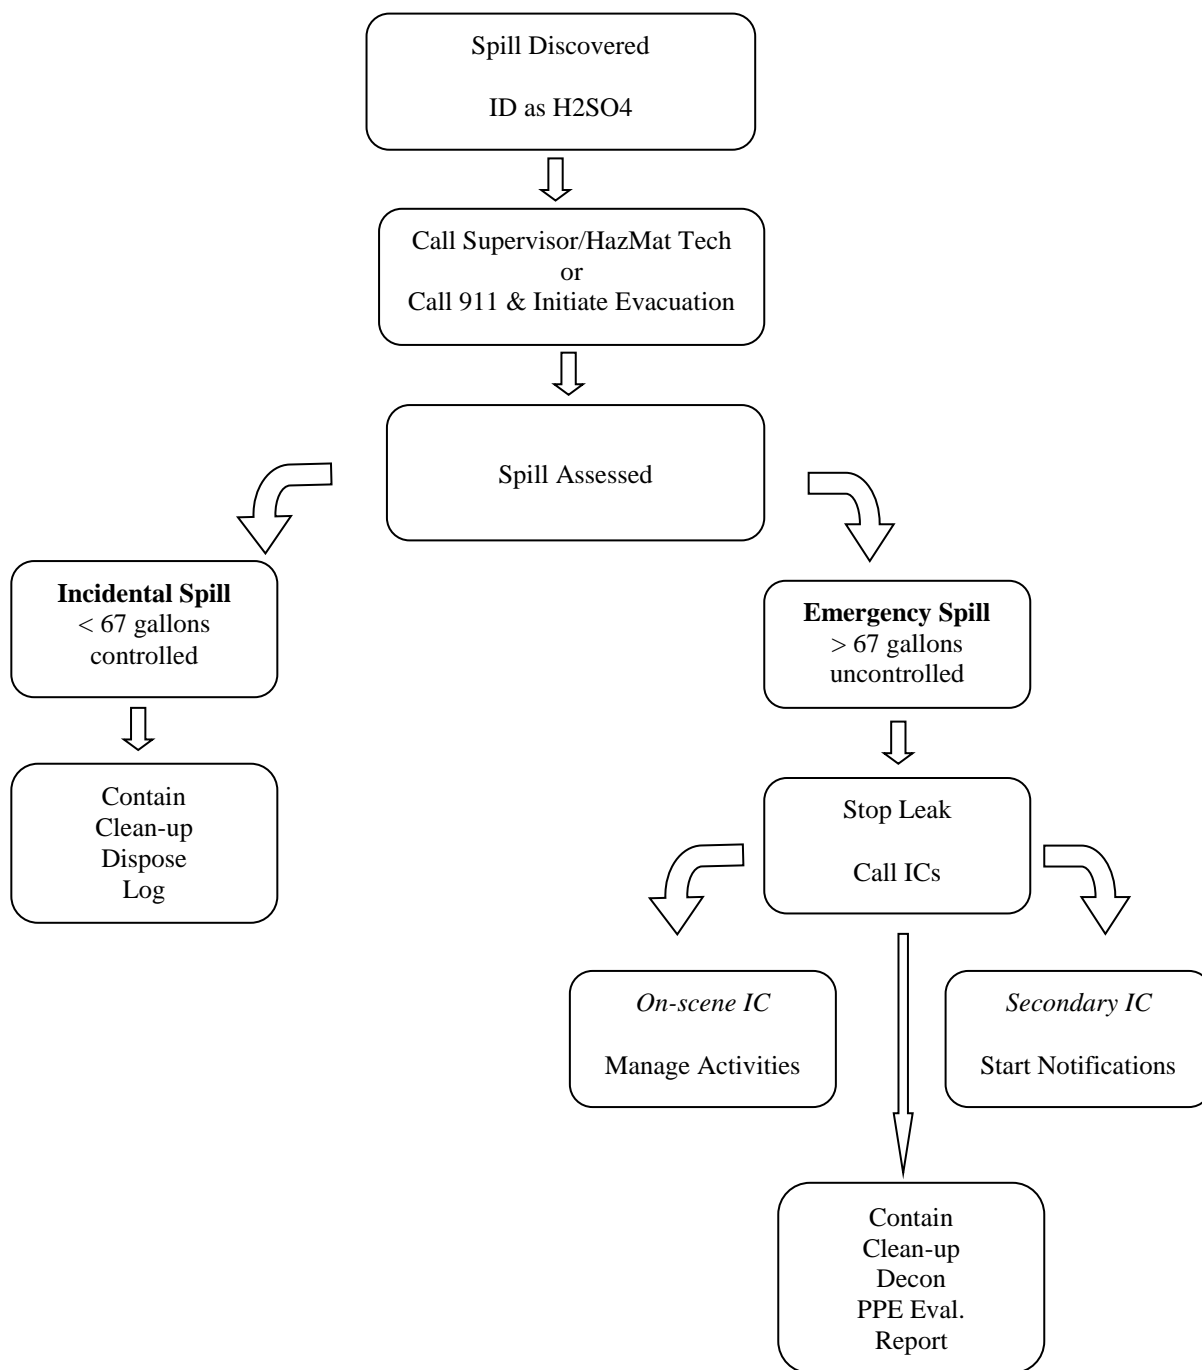 Spill Discovered
ID as H2SO4
Call Supervisor/HazMat Tech
or
Call 911 & Initiate Evacuation
Spill Assessed
Incidental Spill
< 67 gallons
controlled
Contain
Clean-up
Dispose
Log
Emergency Spill
> 67 gallons
uncontrolled
Stop Leak
Call ICs
On-scene IC
Manage Activities
Secondary IC
Start Notifications
Contain
Clean-up
Decon
PPE Eval.
Report